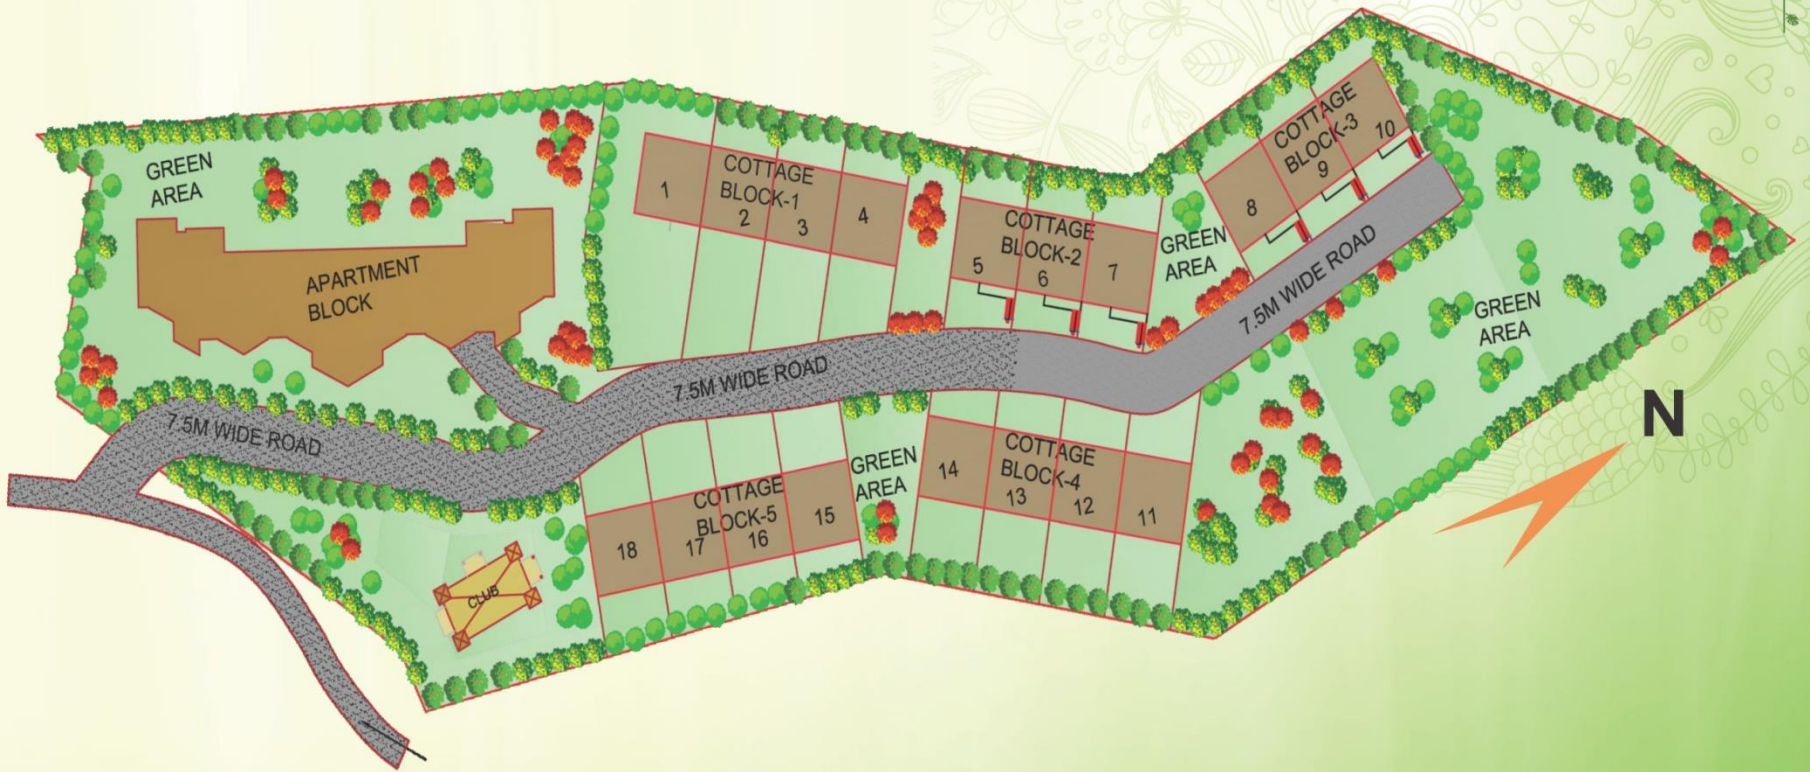 GREEN
AREA
APARTMENT
BLOCK
COTTAGE
BLOCK-1
1
2
3
4
COTTAGE
BLOCK-2
5
6
7
GREEN
AREA
COTTAGE
BLOCK-3
8
9
10
7.5M WIDE ROAD
GREEN
AREA
N
7.5M WIDE ROAD
7.5M WIDE ROAD
COTTAGE
BLOCK-5
18
17
16
15
GREEN
AREA
COTTAGE
BLOCK-4
14
13
12
11
CLUB